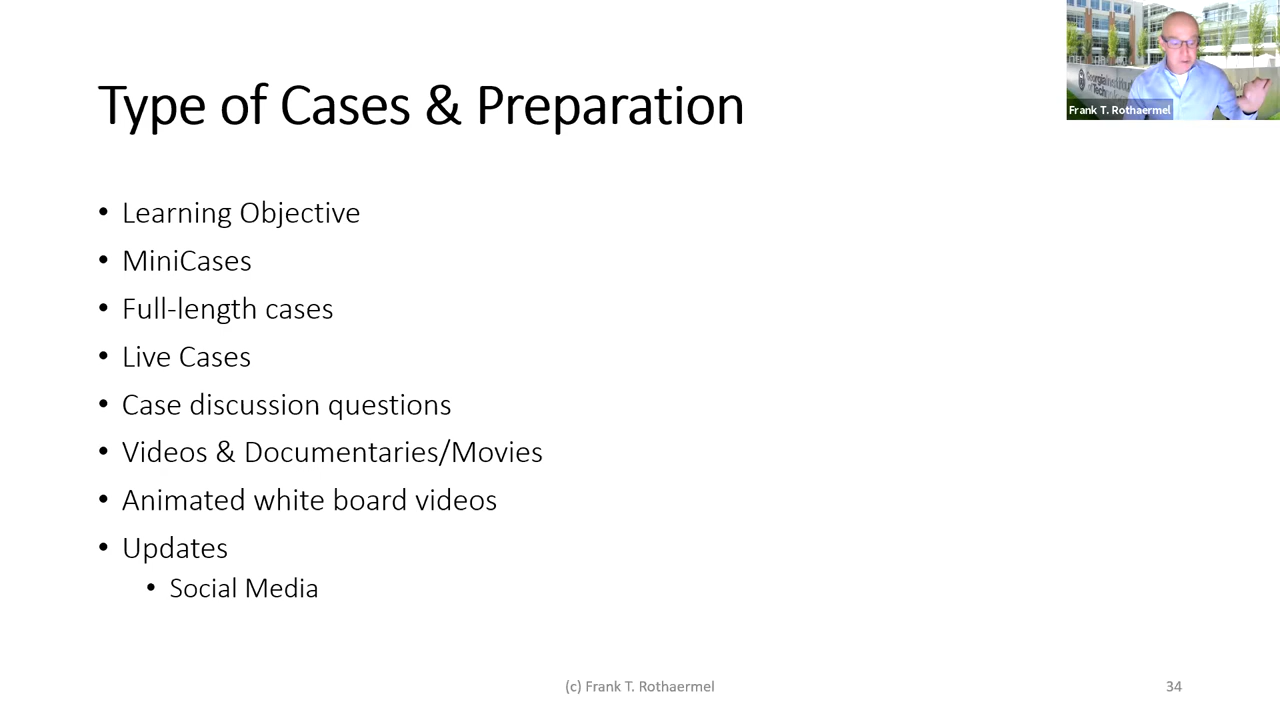 Type of Cases & Preparation
• Learning Objective
• MiniCases
• Full-length cases
• Live Cases
• Case discussion questions
• Videos & Documentaries/Movies
• Animated white board videos
• Updates
• Social Media
Frank T. Rothaermel
(c) Frank T. Rothaermel
34